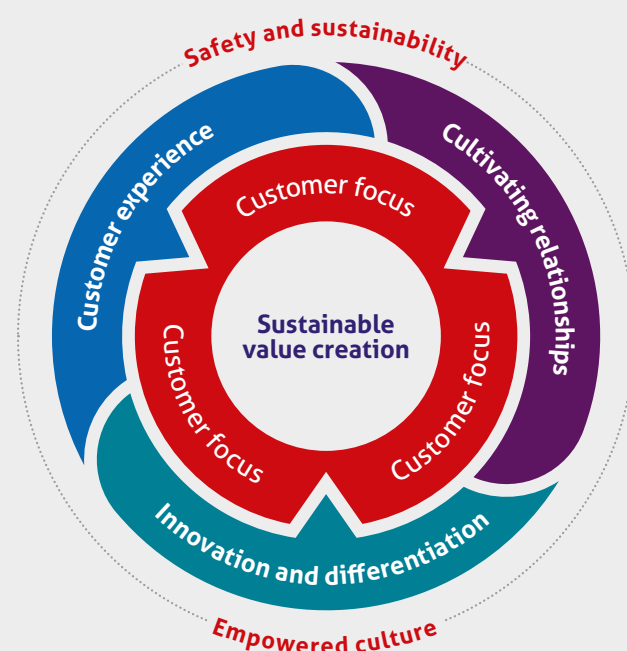 Safety and sustainability
Customer experience
Cultivating relationships
Customer focus
Sustainable
value creation
Customer focus
Customer focus
Innovation and differentiation
Empowered culture